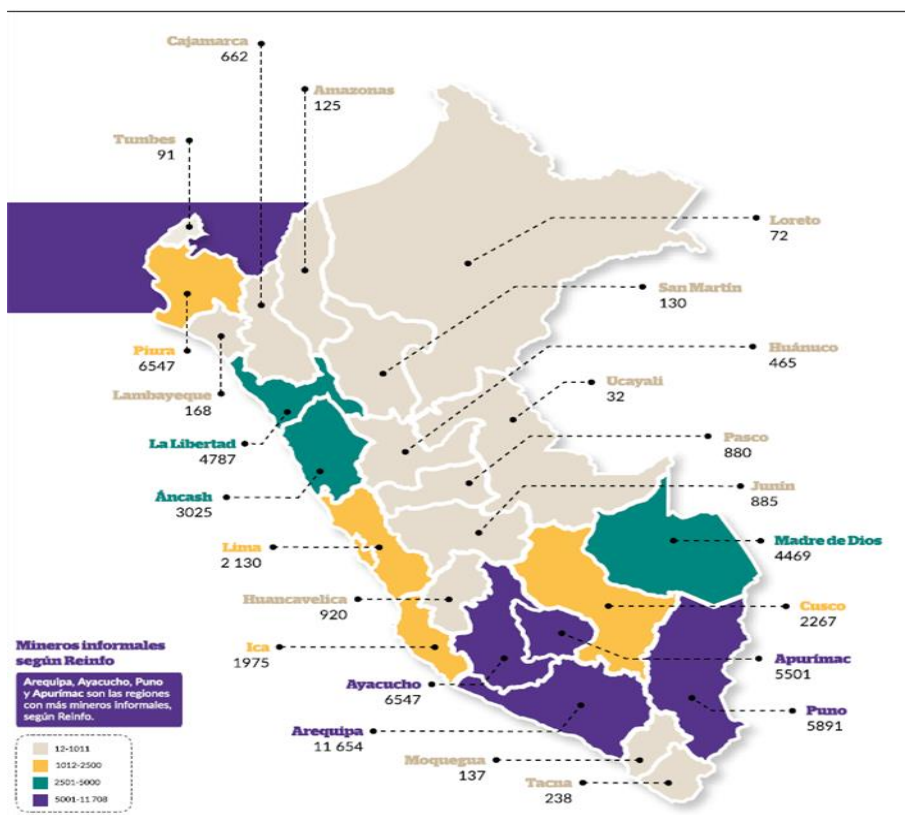 Cajamarca
662
Amazonas
125
Tumbes
91
Loreto
72
San Martín
130
Huánuco
465
Piura
6547
Ucayali
32
Lambayeque
168
La Libertad
4787
Pasco
880
Áncash
3025
Junín
885
Lima
2 130
Madre de Dios
4469
Huancavelica
920
Cusco
2267
Ica
1975
Apurímac
5501
Ayacucho
6547
Puno
5891
Arequipa
11 654
Moquegua
137
Tacna
238
Mineros informales
según Reinfo
Arequipa, Ayacucho, Puno
y Apurímac son las regiones
con más mineros informales,
según Reinfo.
12-1011
1012-2500
2501-5000
5001-11 708